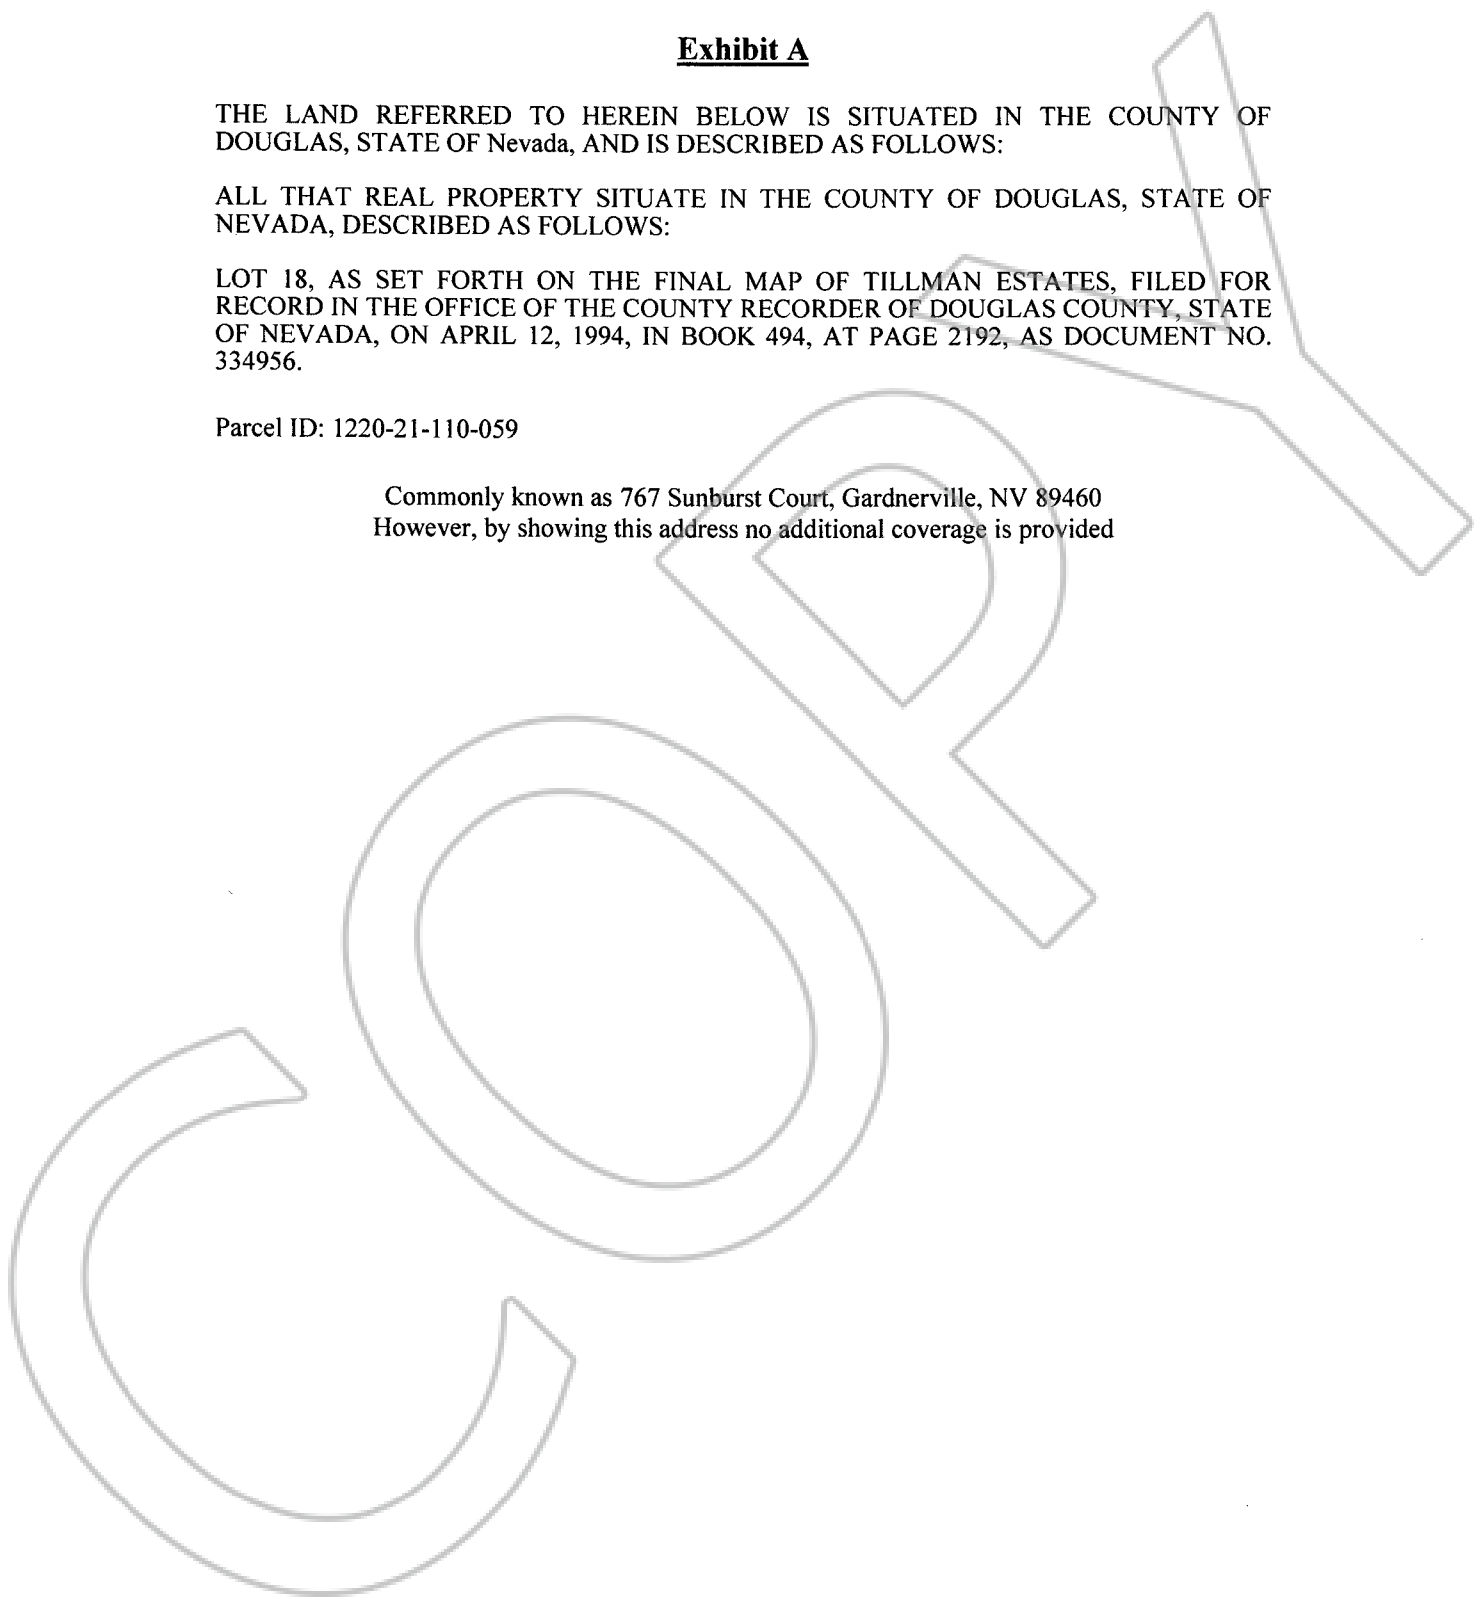 Exhibit A
THE LAND REFERRED TO HEREIN BELOW IS SITUATED IN THE COUNTY OF
DOUGLAS, STATE OF Nevada, AND IS DESCRIBED AS FOLLOWS:
ALL THAT REAL PROPERTY SITUATE IN THE COUNTY OF DOUGLAS, STATE OF
NEVADA, DESCRIBED AS FOLLOWS:
LOT 18, AS SET FORTH ON THE FINAL MAP OF TILLMAN ESTATES, FILED FOR
RECORD IN THE OFFICE OF THE COUNTY RECORDER OF DOUGLAS COUNTY, STATE
OF NEVADA, ON APRIL 12, 1994, IN BOOK 494, AT PAGE 2192, AS DOCUMENT NO.
334956.
Parcel ID: 1220-21-110-059
Commonly known as 767 Sunburst Court, Gardnerville, NV 89460
However, by showing this address no additional coverage is provided
COPY